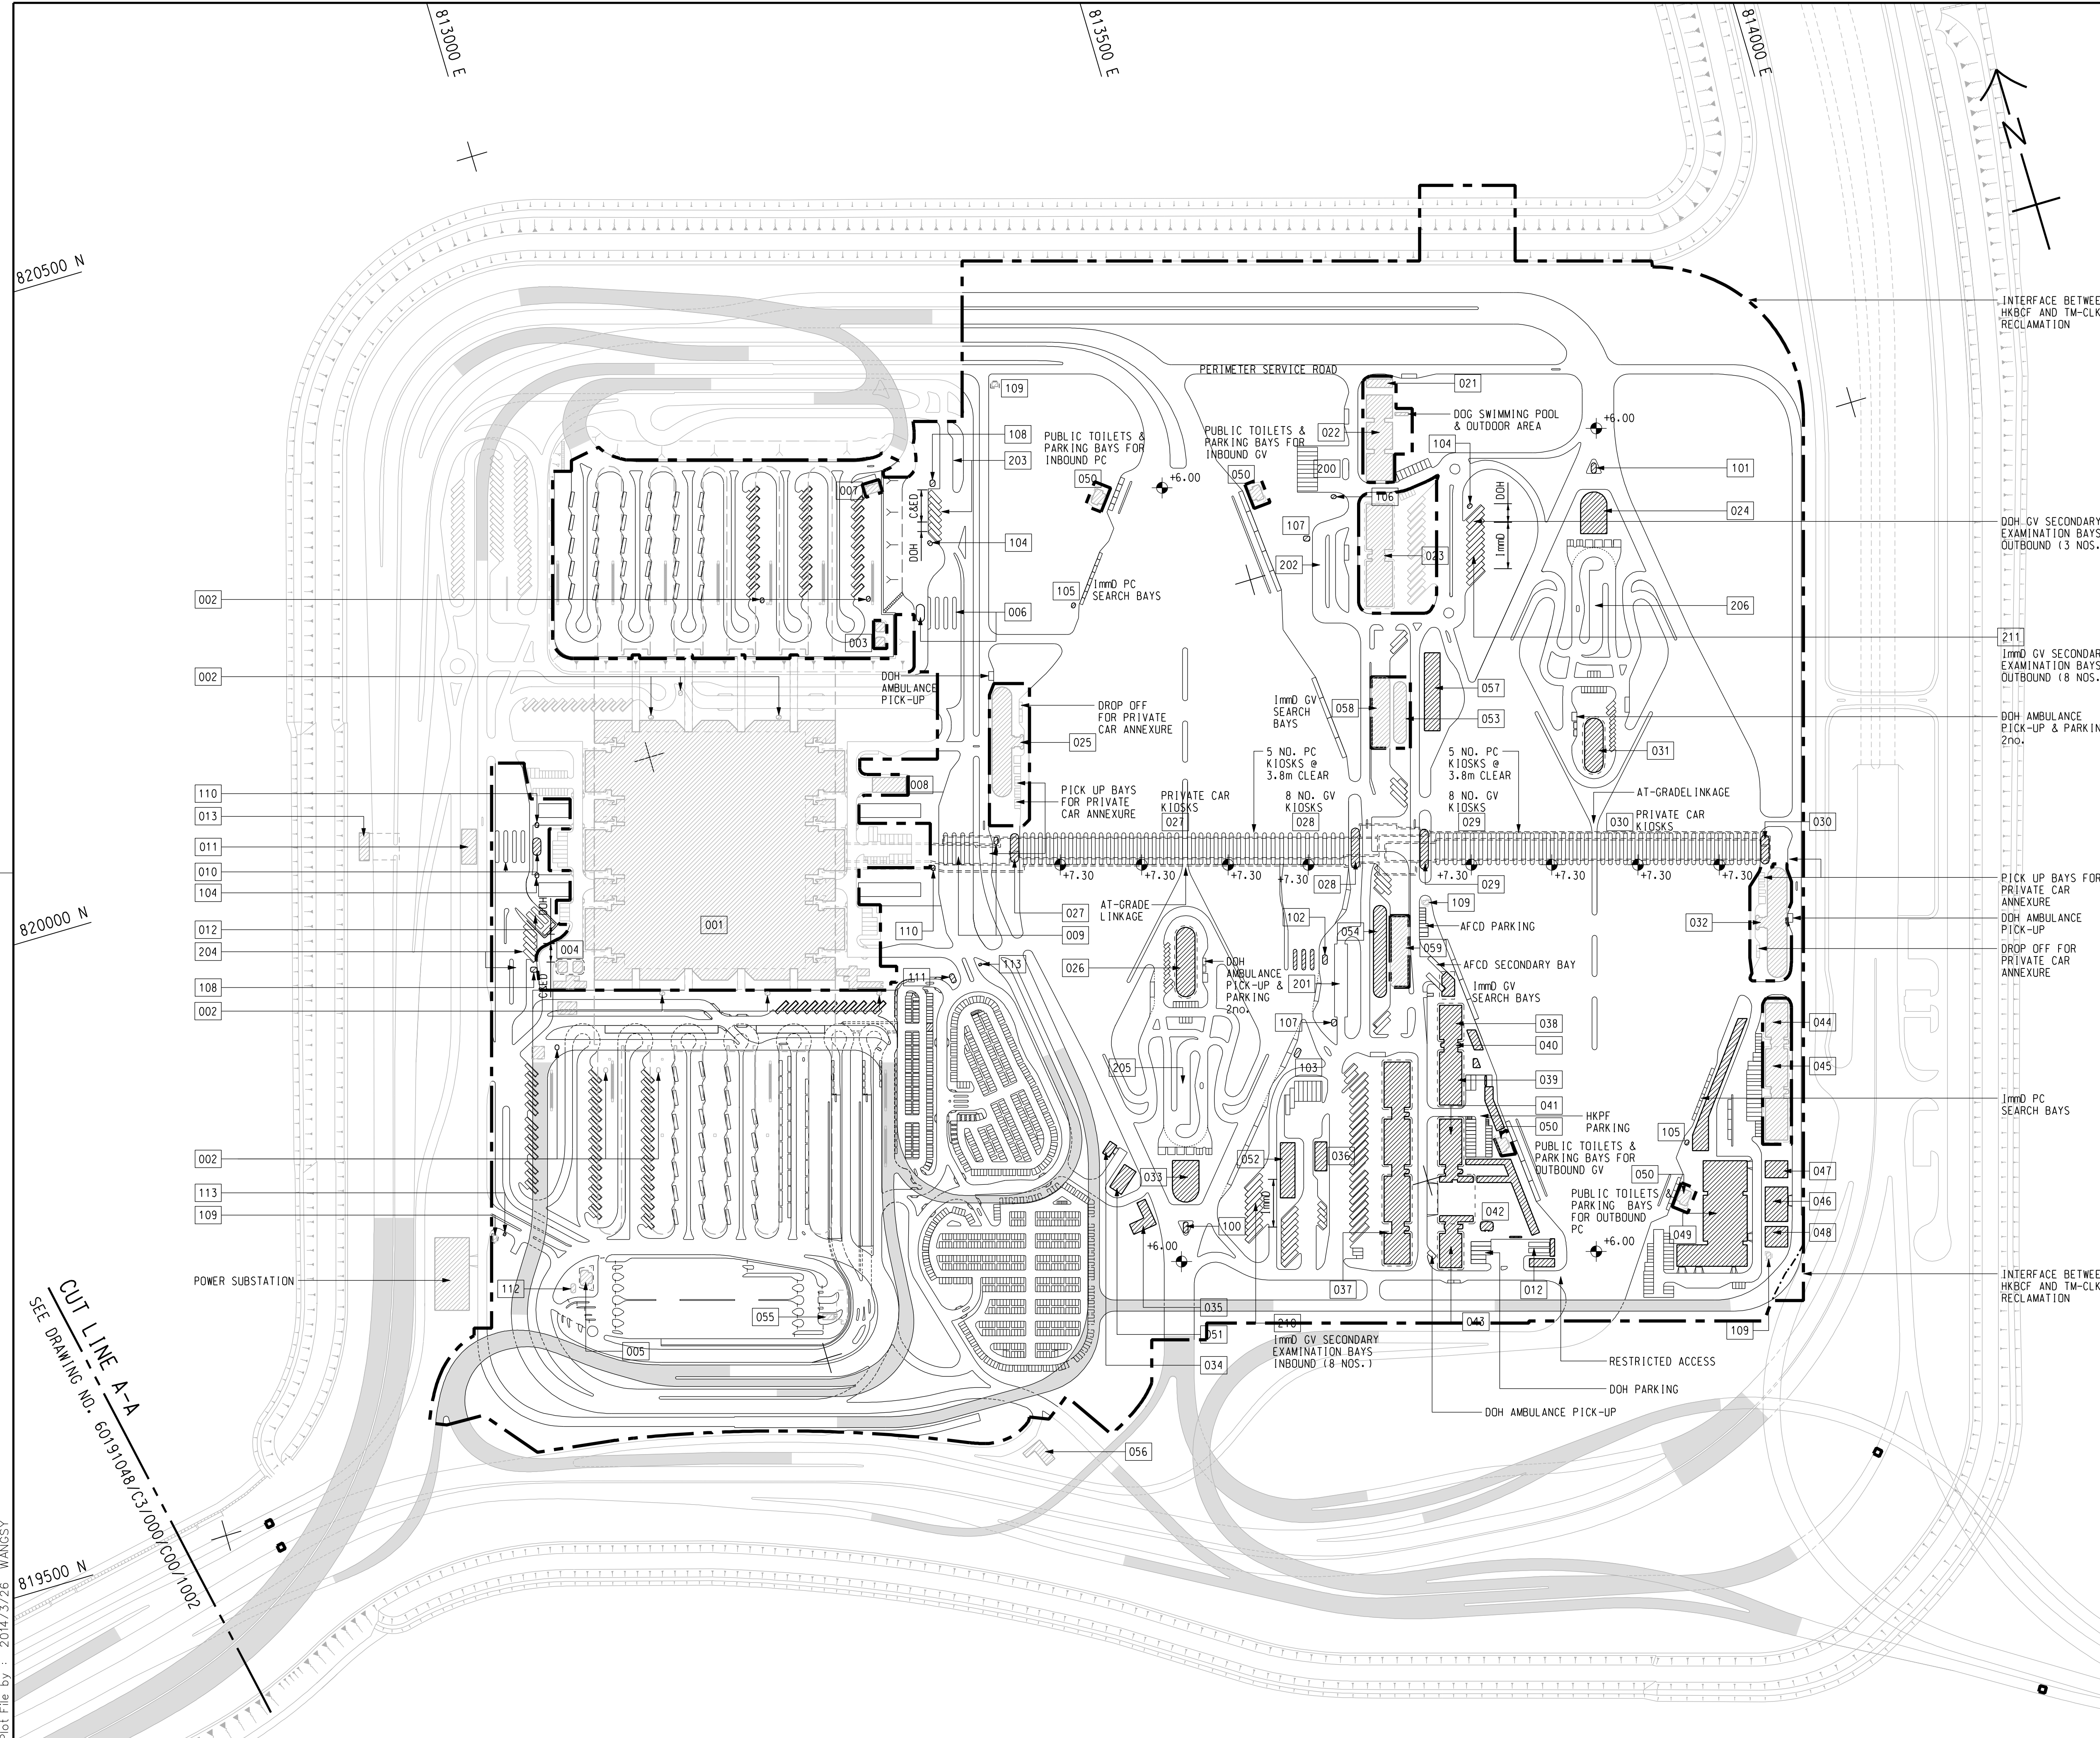 813000 E
813500 E
814000 E
N
820500 N
820000 N
819500 N
INTERFACE BETWEE
HKBCF AND TM-CLK
RECLAMATION
PERIMETER SERVICE ROAD
109
021
DOG SWIMMING POOL
& OUTDOOR AREA
+6.00
108
PUBLIC TOILETS &
PARKING BAYS FOR
INBOUND PC
PUBLIC TOILETS &
PARKING BAYS FOR
INBOUND GV
022
104
203
200
101
050
+6.00
050
007
C&ED
DOH
106
DOH
ImmD
024
DOH GV SECONDARY
EXAMINATION BAYS
OUTBOUND (3 NOS.
107
104
023
202
105
ImmD PC
SEARCH BAYS
002
006
206
003
211
ImmD GV SECONDAR
EXAMINATION BAYS
OUTBOUND (8 NOS.
002
DOH
AMBULANCE
PICK-UP
057
DROP OFF
FOR PRIVATE
CAR ANNEXURE
ImmD GV
SEARCH
BAYS
058
053
DOH AMBULANCE
PICK-UP & PARKIN
2no.
025
031
5 NO. PC
KIOSKS @
3.8m CLEAR
5 NO. PC
KIOSKS @
3.8m CLEAR
008
110
PICK UP BAYS
FOR PRIVATE
CAR ANNEXURE
PRIVATE CAR
KIOSKS
027
8 NO. GV
KIOSKS
028
8 NO. GV
KIOSKS
029
AT-GRADELINKAGE
030
PRIVATE CAR
KIOSKS
030
013
011
010
104
+7.30
+7.30
+7.30
+7.30
+7.30
+7.30
+7.30
+7.30
028
029
PICK UP BAYS FOR
PRIVATE CAR
ANNEXURE
DOH
012
204
004
001
110
027
009
AT-GRADE
LINKAGE
102
109
AFCD PARKING
032
DOH AMBULANCE
PICK-UP
DROP OFF FOR
PRIVATE CAR
ANNEXURE
054
059
026
DOH
AMBULANCE
PICK-UP &
PARKING
2no.
AFCD SECONDARY BAY
108
C&ED
111
113
201
ImmD GV
SEARCH BAYS
002
107
038
044
040
205
103
045
039
041
ImmD PC
SEARCH BAYS
HKPF
PARKING
050
PUBLIC TOILETS &
PARKING BAYS FOR
OUTBOUND GV
105
002
033
052
036
050
047
113
ImmD
PUBLIC TOILETS &
PARKING BAYS
FOR OUTBOUND
PC
046
109
100
042
049
048
+6.00
+6.00
POWER SUBSTATION
112
037
012
INTERFACE BETWEE
HKBCF AND TM-CLK
RECLAMATION
055
035
005
051
210
043
109
ImmD GV SECONDARY
EXAMINATION BAYS
INBOUND (8 NOS.)
034
RESTRICTED ACCESS
DOH PARKING
DOH AMBULANCE PICK-UP
056
CUT LINE A-A
SEE DRAWING NO. 60191048/C3/000/C00/1002
Plot File by : 2014/3/26 WANGSY